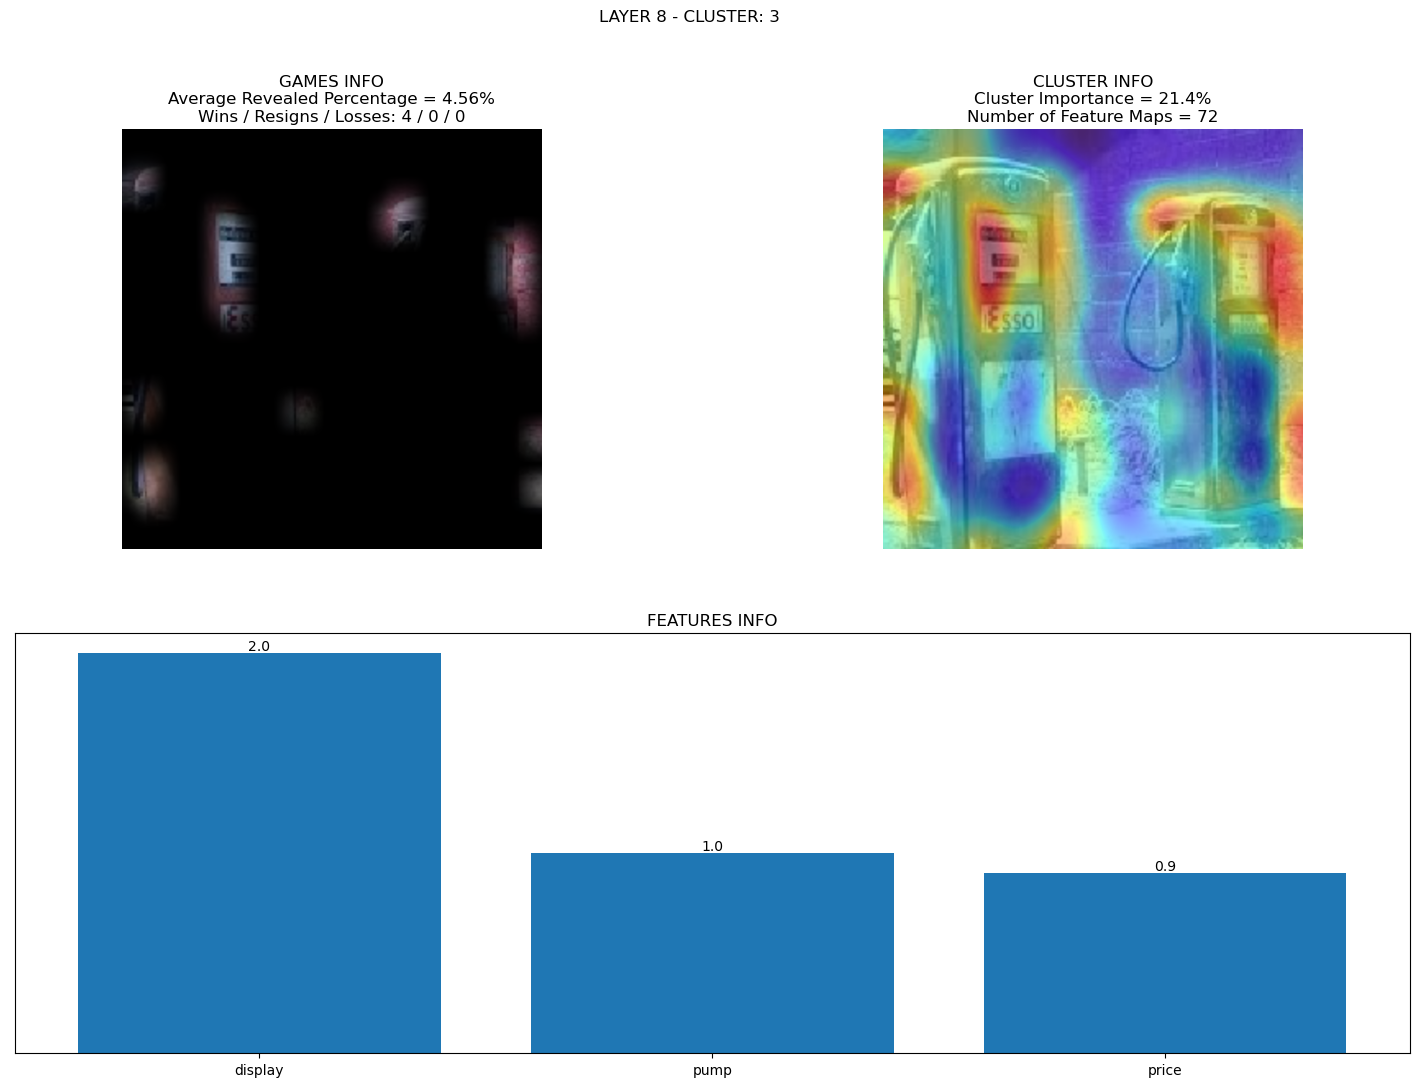 LAYER 8 - CLUSTER: 3
GAMES INFO
Average Revealed Percentage = 4.56%
Wins / Resigns / Losses: 4 / 0 / 0
CLUSTER INFO
Cluster Importance = 21.4%
Number of Feature Maps = 72
ESSO
ESSO
FEATURES INFO
2.0
1.0
0.9
display
pump
price